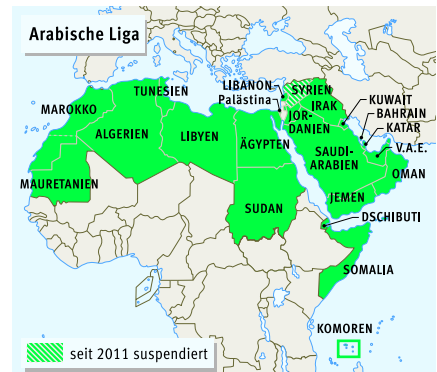 Arabische Liga
TUNESIEN
LIBANON
SYRIEN
Palästina
IRAK
KUWAIT
MAROKKO
BAHRAIN
JOR-
DANIEN
KATAR
ALGERIEN
LIBYEN
ÄGYPTEN
V.A.E.
SAUDI-
ARABIEN
OMAN
MAURETANIEN
JEMEN
SUDAN
DSCHIBUTI
SOMALIA
KOMOREN
seit 2011 suspendiert